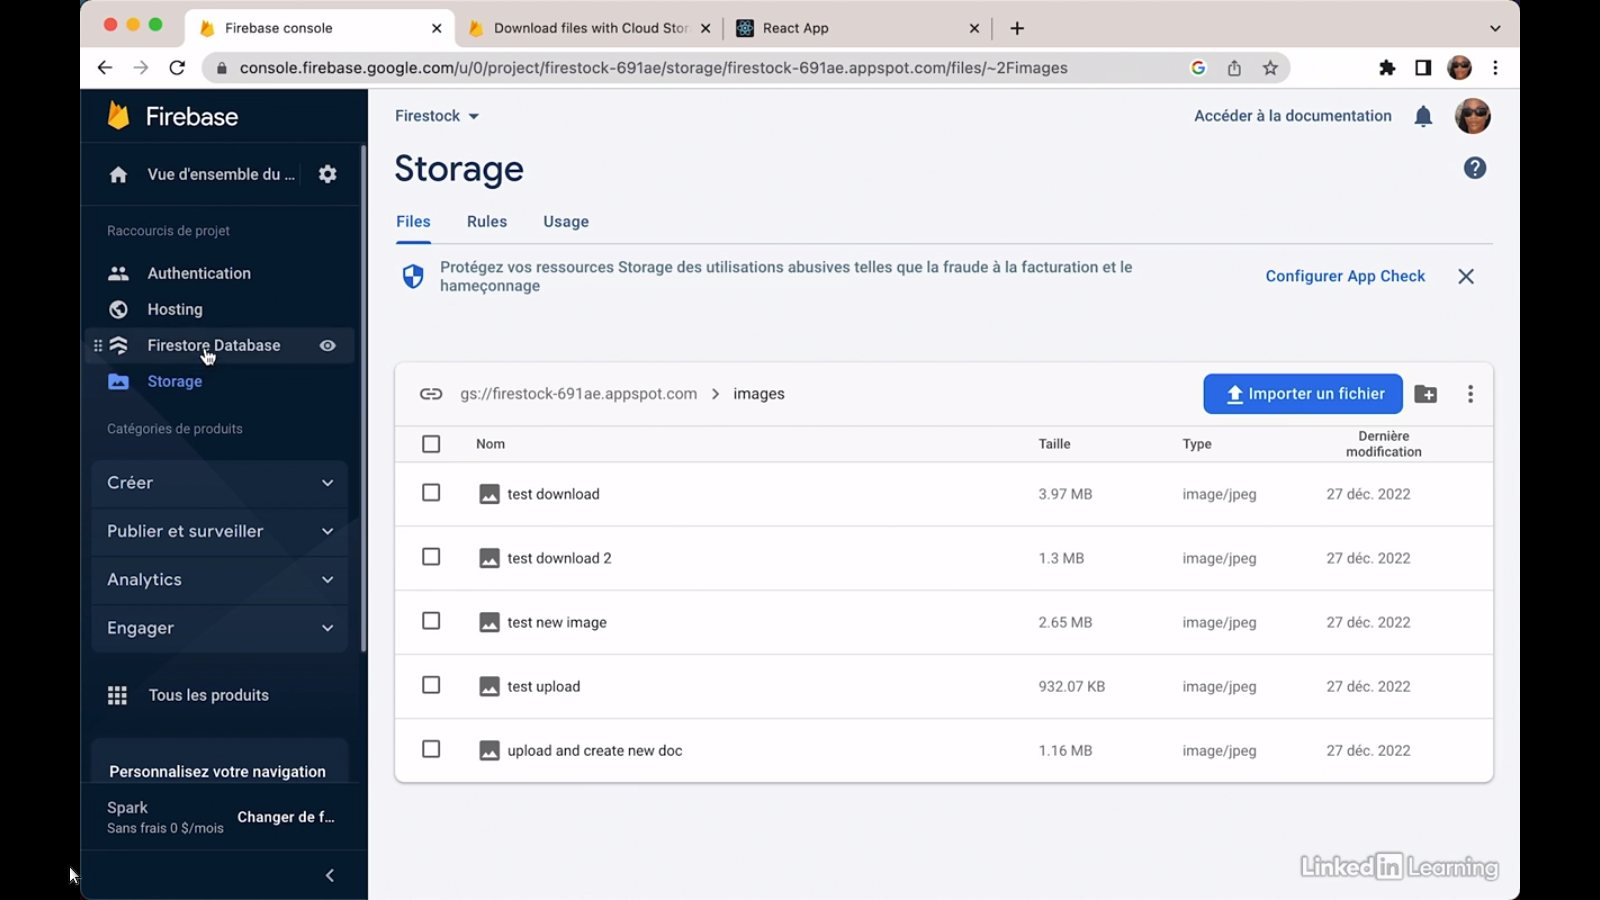 Firebase console
Download files with Cloud Stor
React App
console.firebase.google.com/u/0/project/firestock-691ae/storage/firestock-691ae.appspot.com/files/~2Fimages
Firebase
Firestock
Accéder à la documentation
Vue d'ensemble du ...
Storage
Files
Rules
Usage
Raccourcis de projet
Authentication
Hosting
Firestore Database
Storage
Protégez vos ressources Storage des utilisations abusives telles que la fraude à la facturation et le
hameçonnage
Configurer App Check
gs://firestock-691ae.appspot.com
images
Importer un fichier
Catégories de produits
Créer
Publier et surveiller
Analytics
Engager
Tous les produits
Personnalisez votre navigation
Spark
Sans frais 0 $/mois
Changer de f...
Nom
Taille
Type
Dernière
modification
test download
3.97 MB
image/jpeg
27 déc. 2022
test download 2
1.3 MB
image/jpeg
27 déc. 2022
test new image
2.65 MB
image/jpeg
27 déc. 2022
test upload
932.07 KB
image/jpeg
27 déc. 2022
upload and create new doc
1.16 MB
image/jpeg
27 déc. 2022
Linked in Learning